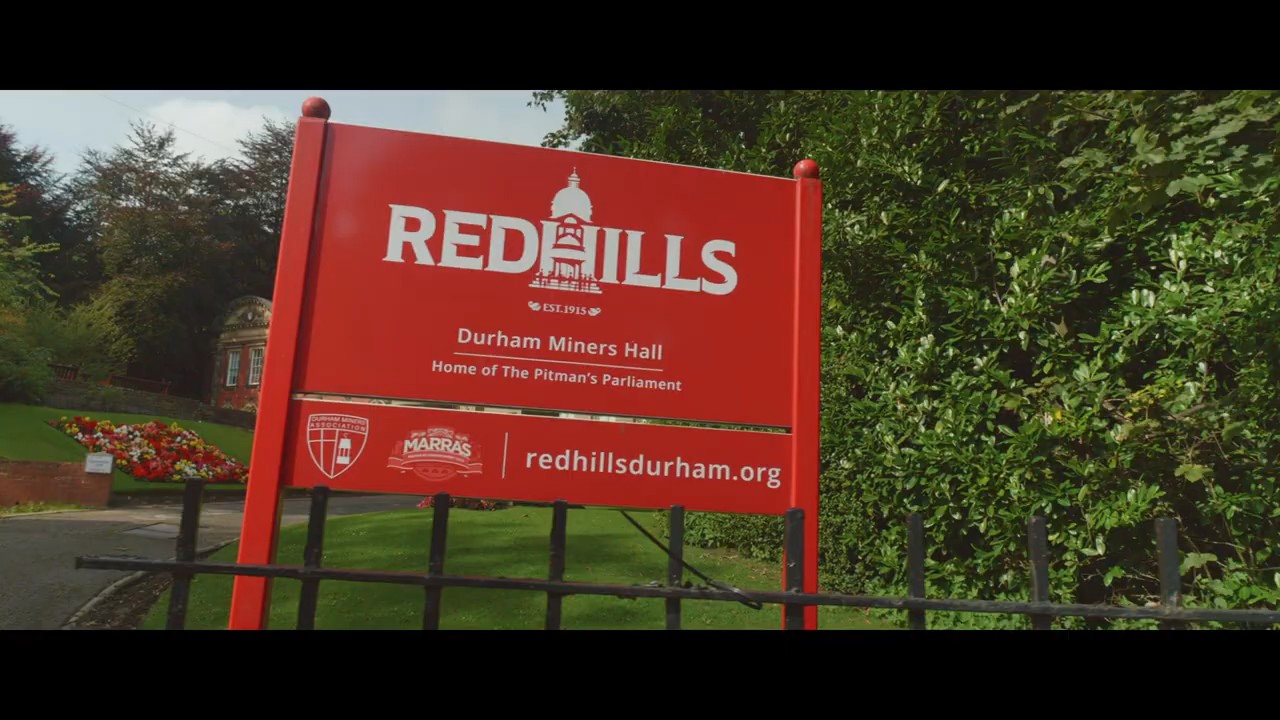 REDHILLS
EST.1915
Durham Miners Hall
Home of The Pitman's Parliament
DURHAM MINERS
ASSOCIATION
MARRAS
redhillsdurham.org